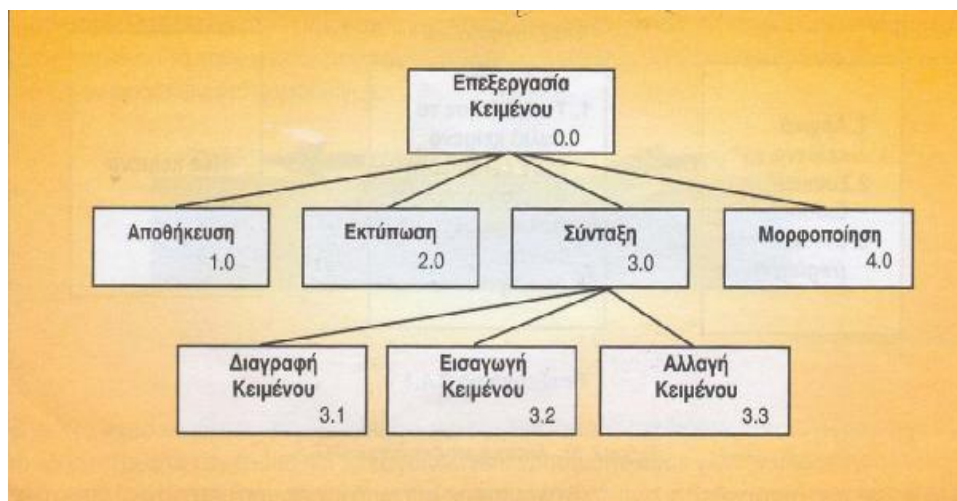 Επεξεργασία
Κειμένου
0.0
Αποθήκευση
1.0
Εκτύπωση
2.0
Σύνταξη
3.0
Μορφοποίηση
4.0
Διαγραφή
Κειμένου
3.1
Εισαγωγή
Κειμένου
3.2
Αλλαγή
Κειμένου
3.3